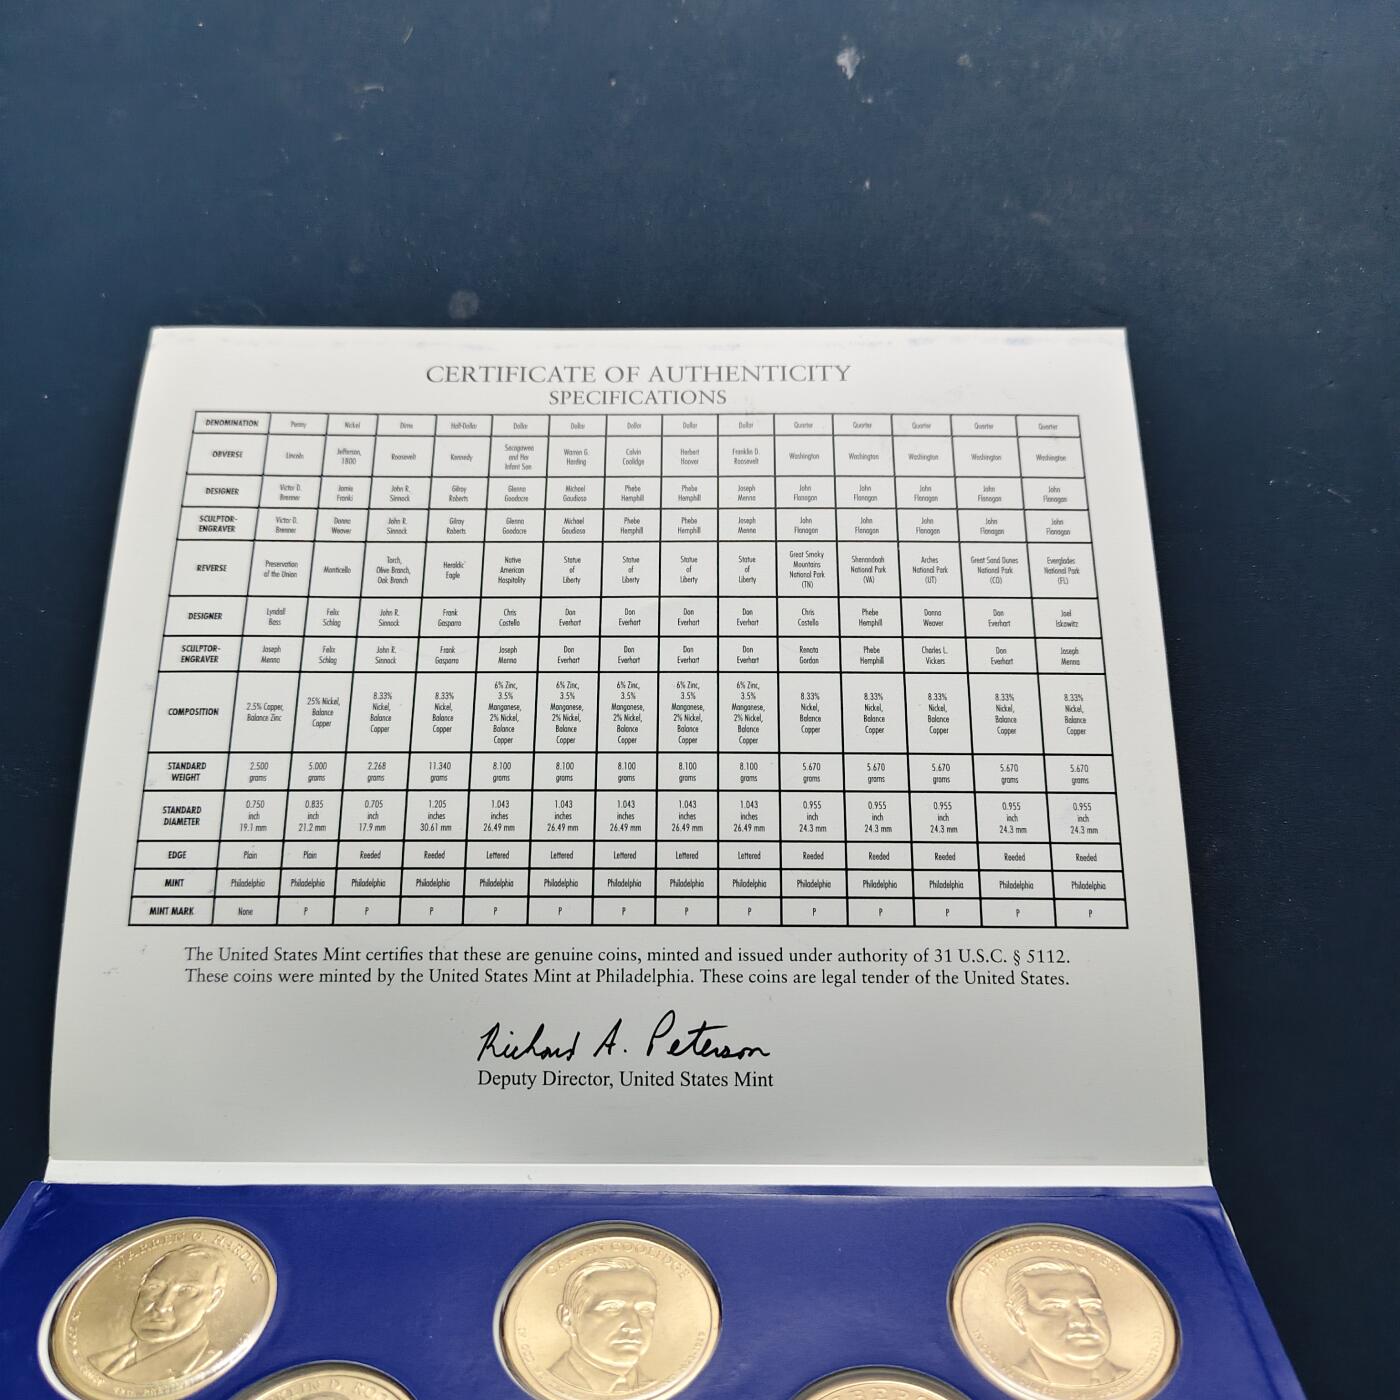 CERTIFICATE OF AUTHENTICITY
SPECIFICATIONS
DENOMINATION Penny Nickel Dime Half-Dollar Dollar Dollar Dollar Dollar Dollar Quarter Quarter Quarter Quarter Quarter
OBVERSE Lincoln Jefferson, 1800 Roosevelt Kennedy Sacagawea and Her Infant Son Warren G. Harding Calvin Coolidge Herbert Hoover Franklin D. Roosevelt Washington Washington Washington Washington Washington
DESIGNER Victor D. Brenner Jamie Franki John R. Sinnock Gilroy Roberts Glenna Goodacre Michael Gaudioso Phebe Hemphill Phebe Hemphill Joseph Menna John Flanagan John Flanagan John Flanagan John Flanagan John Flanagan
SCULPTOR-ENGRAVER Victor D. Brenner Donna Weaver John R. Sinnock Gilroy Roberts Glenna Goodacre Michael Gaudioso Phebe Hemphill Phebe Hemphill Joseph Menna John Flanagan John Flanagan John Flanagan John Flanagan John Flanagan
REVERSE Preservation of the Union Monticello Torch, Olive Branch, Oak Branch Heraldic Eagle Native American Hospitality Statue of Liberty Statue of Liberty Statue of Liberty Statue of Liberty Great Smoky Mountains National Park (TN) Shenandoah National Park (VA) Arches National Park (UT) Great Sand Dunes National Park (CO) Everglades National Park (FL)
DESIGNER Lyndall Bass Felix Schlag John R. Sinnock Frank Gasparro Chris Costello Don Everhart Don Everhart Don Everhart Don Everhart Chris Costello Phebe Hemphill Donna Weaver Don Everhart Joel Iskowitz
SCULPTOR-ENGRAVER Joseph Menna Felix Schlag John R. Sinnock Frank Gasparro Joseph Menna Don Everhart Don Everhart Don Everhart Don Everhart Renata Gordon Phebe Hemphill Charles L. Vickers Don Everhart Joseph Menna
COMPOSITION 2.5% Copper, Balance Zinc 25% Nickel, Balance Copper 8.33% Nickel, Balance Copper 8.33% Nickel, Balance Copper 6% Zinc, 3.5% Manganese, 2% Nickel, Balance Copper 6% Zinc, 3.5% Manganese, 2% Nickel, Balance Copper 6% Zinc, 3.5% Manganese, 2% Nickel, Balance Copper 6% Zinc, 3.5% Manganese, 2% Nickel, Balance Copper 6% Zinc, 3.5% Manganese, 2% Nickel, Balance Copper 8.33% Nickel, Balance Copper 8.33% Nickel, Balance Copper 8.33% Nickel, Balance Copper 8.33% Nickel, Balance Copper 8.33% Nickel, Balance Copper
STANDARD WEIGHT 2.500 grams 5.000 grams 2.268 grams 11.340 grams 8.100 grams 8.100 grams 8.100 grams 8.100 grams 8.100 grams 5.670 grams 5.670 grams 5.670 grams 5.670 grams 5.670 grams
STANDARD DIAMETER 0.750 inch 19.1 mm 0.835 inch 21.2 mm 0.705 inch 17.9 mm 1.205 inches 30.61 mm 1.043 inches 26.49 mm 1.043 inches 26.49 mm 1.043 inches 26.49 mm 1.043 inches 26.49 mm 1.043 inches 26.49 mm 0.955 inch 24.3 mm 0.955 inch 24.3 mm 0.955 inch 24.3 mm 0.955 inch 24.3 mm 0.955 inch 24.3 mm
EDGE Plain Plain Reeded Reeded Lettered Lettered Lettered Lettered Lettered Reeded Reeded Reeded Reeded Reeded
MINT Philadelphia Philadelphia Philadelphia Philadelphia Philadelphia Philadelphia Philadelphia Philadelphia Philadelphia Philadelphia Philadelphia Philadelphia Philadelphia Philadelphia
MINT MARK None P P P P P P P P P P P P P
The United States Mint certifies that these are genuine coins, minted and issued under authority of 31 U.S.C. § 5112.
These coins were minted by the United States Mint at Philadelphia. These coins are legal tender of the United States.
Richard A. Peterson
Deputy Director, United States Mint
WARREN G. HARDING
CALVIN COOLIDGE
HERBERT HOOVER